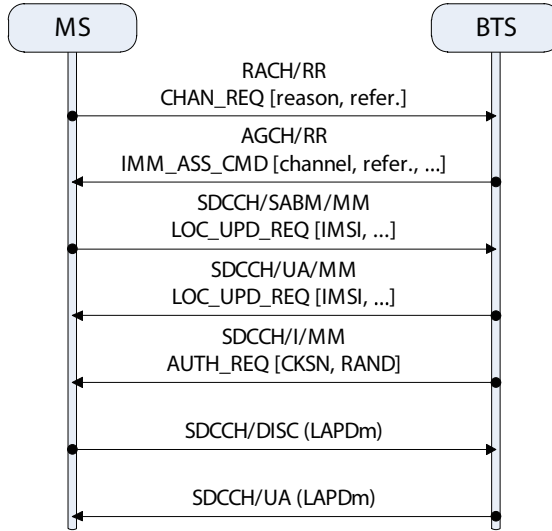 MS
BTS
RACH/RR
CHAN_REQ [reason, refer.]
AGCH/RR
IMM_ASS_CMD [channel, refer., ...]
SDCCH/SABM/MM
LOC_UPD_REQ [IMSI, ...]
SDCCH/UA/MM
LOC_UPD_REQ [IMSI, ...]
SDCCH/I/MM
AUTH_REQ [CKSN, RAND]
SDCCH/DISC (LAPDm)
SDCCH/UA (LAPDm)